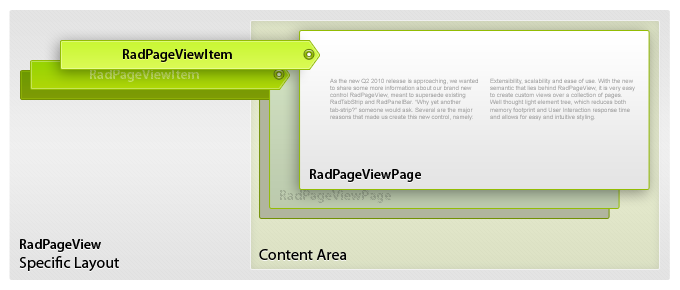 RadPageViewItem
RadPageViewItem
As the new Q2 2010 release is approaching, we wanted
to share some more information about our brand new
control RadPageView, meant to supersede existing
RadTabStrip and RadPanelBar. "Why yet another
tab-strip?" someone would ask. Several are the major
reasons that made us create this new control, namely:
Extensibility, scalability and ease of use. With the new
semantic that lies behind RadPageView, it is very easy
to create custom views over a collection of pages.
Well thought light element tree, which reduces both
memory footprint and User Interaction response time
and allows for easy and intuitive styling.
RadPageViewPage
RadPageViewPage
RadPageView
Specific Layout
Content Area